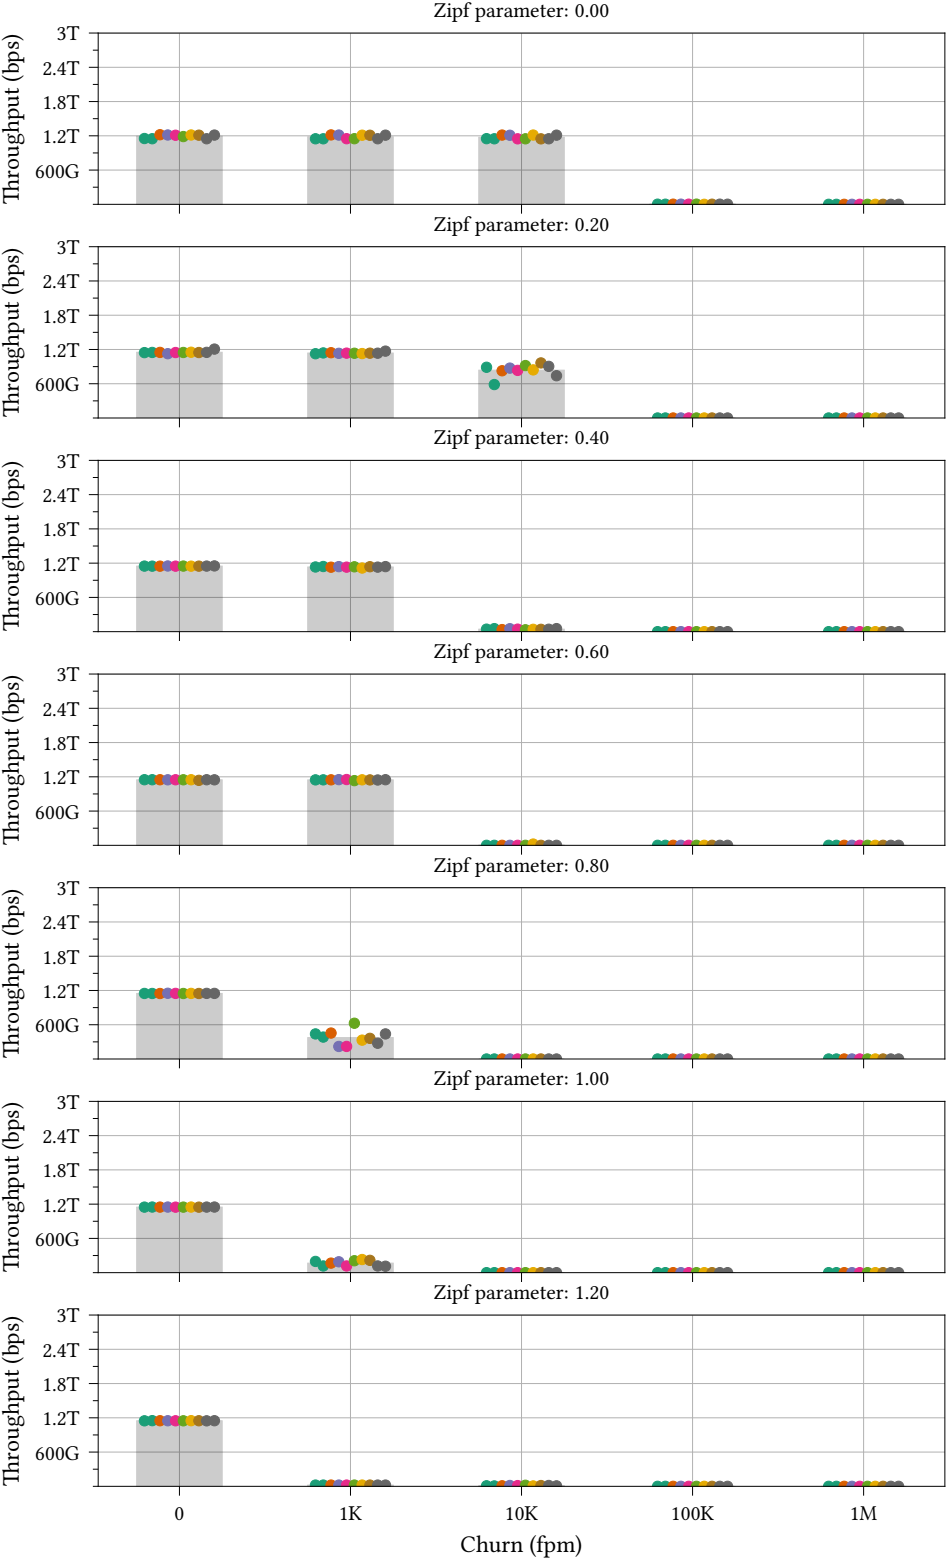 Zipf parameter: 0.00
Throughput (bps)
3T
2.4T
1.8T
1.2T
600G
Zipf parameter: 0.20
Throughput (bps)
3T
2.4T
1.8T
1.2T
600G
Zipf parameter: 0.40
Throughput (bps)
3T
2.4T
1.8T
1.2T
600G
Zipf parameter: 0.60
Throughput (bps)
3T
2.4T
1.8T
1.2T
600G
Zipf parameter: 0.80
Throughput (bps)
3T
2.4T
1.8T
1.2T
600G
Zipf parameter: 1.00
Throughput (bps)
3T
2.4T
1.8T
1.2T
600G
Zipf parameter: 1.20
Throughput (bps)
3T
2.4T
1.8T
1.2T
600G
0 1K 10K 100K 1M
Churn (fpm)